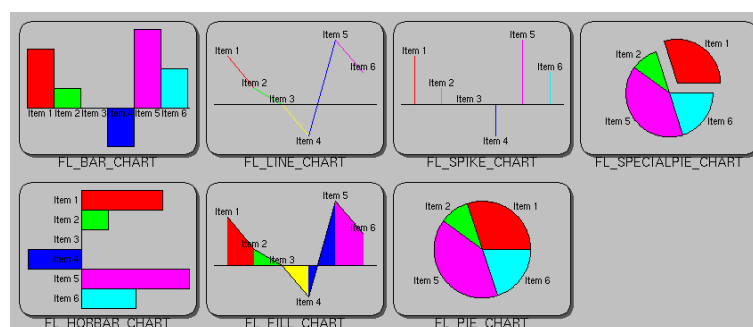 Item 1 Item 2 Item 3 Item 4 Item 5 Item 6
FL_BAR_CHART
Item 1
Item 2
Item 3
Item 4
Item 5
Item 6
FL_LINE_CHART
Item 1
Item 2
Item 3
Item 4
Item 5
Item 6
FL_SPIKE_CHART
Item 1
Item 2
Item 5
Item 6
FL_SPECIALPIE_CHART
Item 1
Item 2
Item 3
Item 4
Item 5
Item 6
FL_HORBAR_CHART
Item 1
Item 2
Item 3
Item 4
Item 5
Item 6
FL_FILL_CHART
Item 1
Item 2
Item 5
Item 6
FL_PIE_CHART